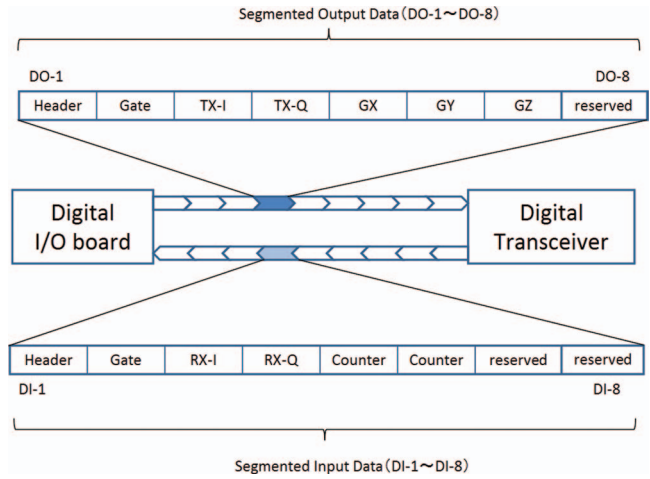 Segmented Output Data(DO-1～DO-8)
DO-1 DO-8
Header Gate TX-I TX-Q GX GY GZ reserved
Digital
I/O board
Digital
Transceiver
Header Gate RX-I RX-Q Counter Counter reserved reserved
DI-1 DI-8
Segmented Input Data(DI-1～DI-8)